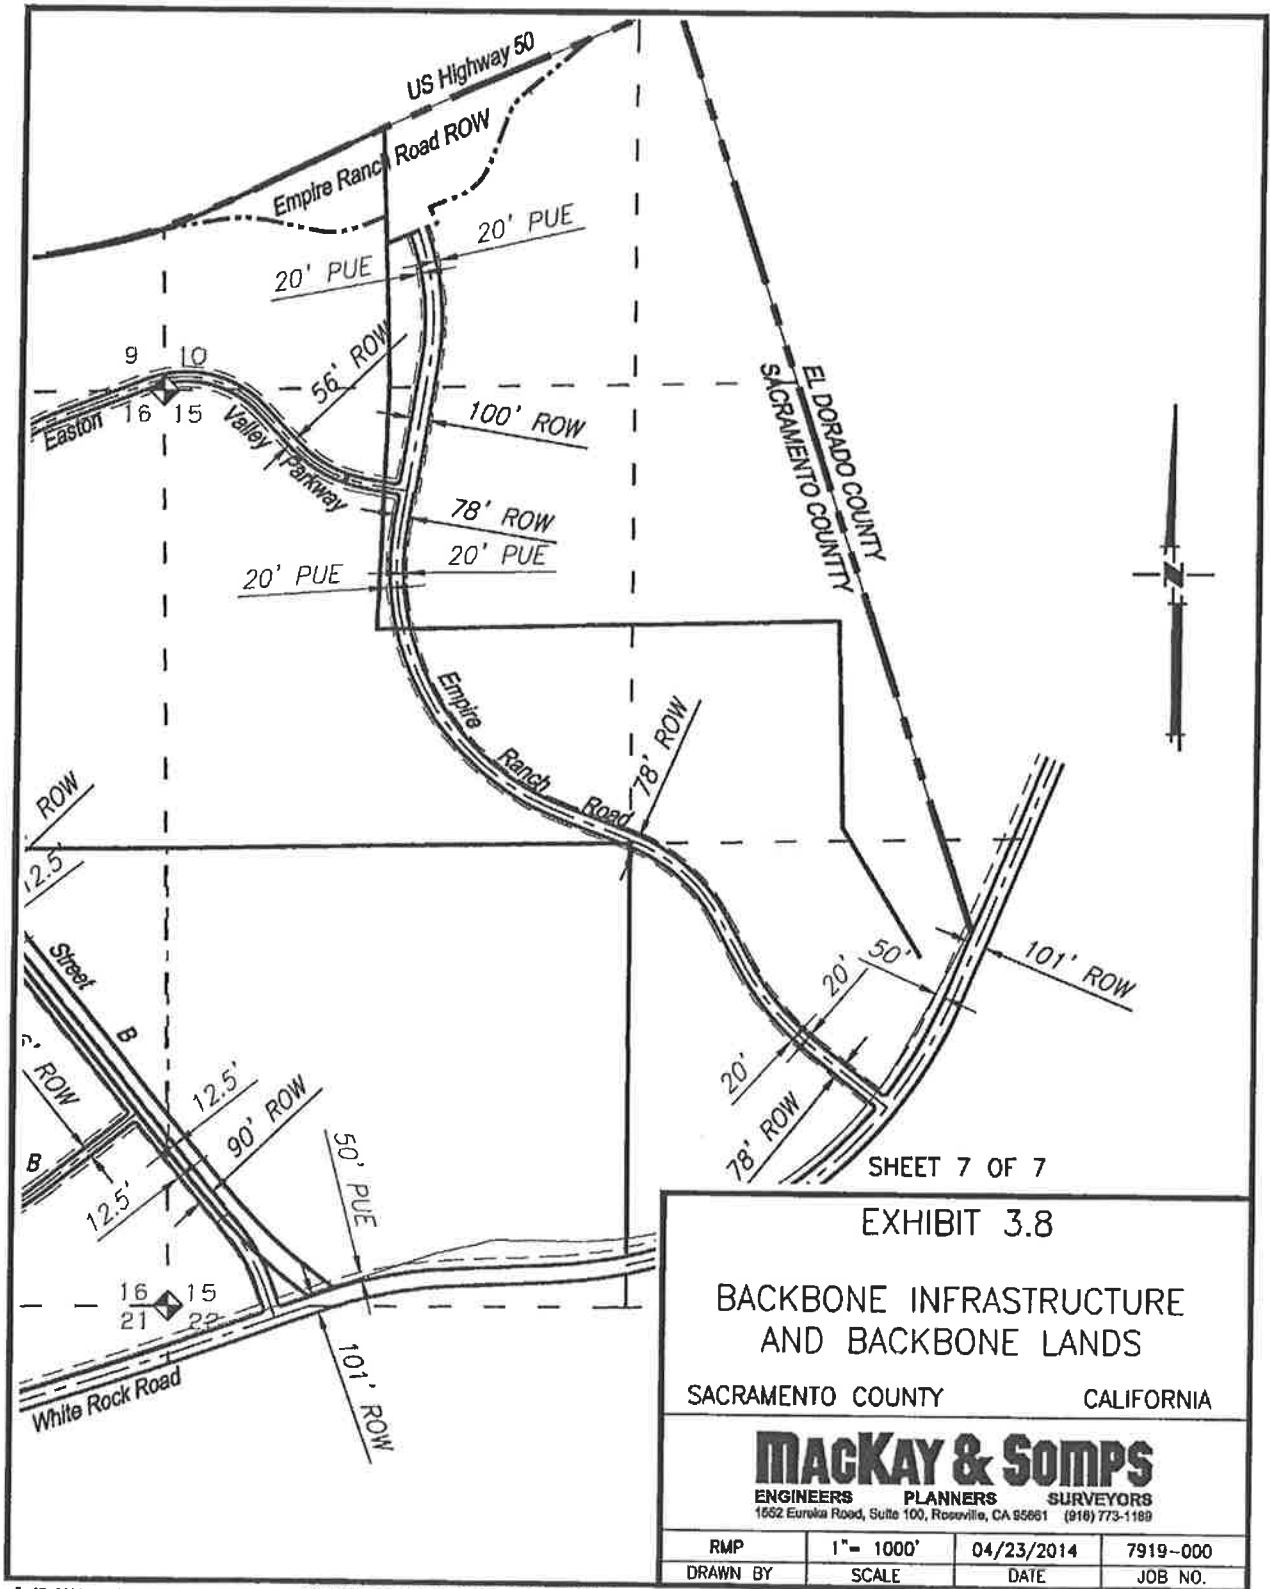 US Highway 50
Empire Ranch Road ROW
20' PUE
20' PUE
9 10
16 15
56' ROW
Easton
Valley
Parkway
100' ROW
EL DORADO COUNTY
SACRAMENTO COUNTTY
78' ROW
20' PUE
20' PUE
N
Empire
Ranch
Road
78' ROW
' ROW
12.5'
Street
B
20'
50'
101' ROW
' ROW
12.5'
90' ROW
20'
78' ROW
B
12.5'
50' PUE
16 15
21 22
White Rock Road
101' ROW
SHEET 7 OF 7
EXHIBIT 3.8
BACKBONE INFRASTRUCTURE
AND BACKBONE LANDS
SACRAMENTO COUNTY CALIFORNIA
MACKAY & SOMPS
ENGINEERS PLANNERS SURVEYORS
1552 Eureka Road, Suite 100, Roseville, CA 95661 (916) 773-1189
RMP 1"= 1000' 04/23/2014 7919-000
DRAWN BY SCALE DATE JOB NO.